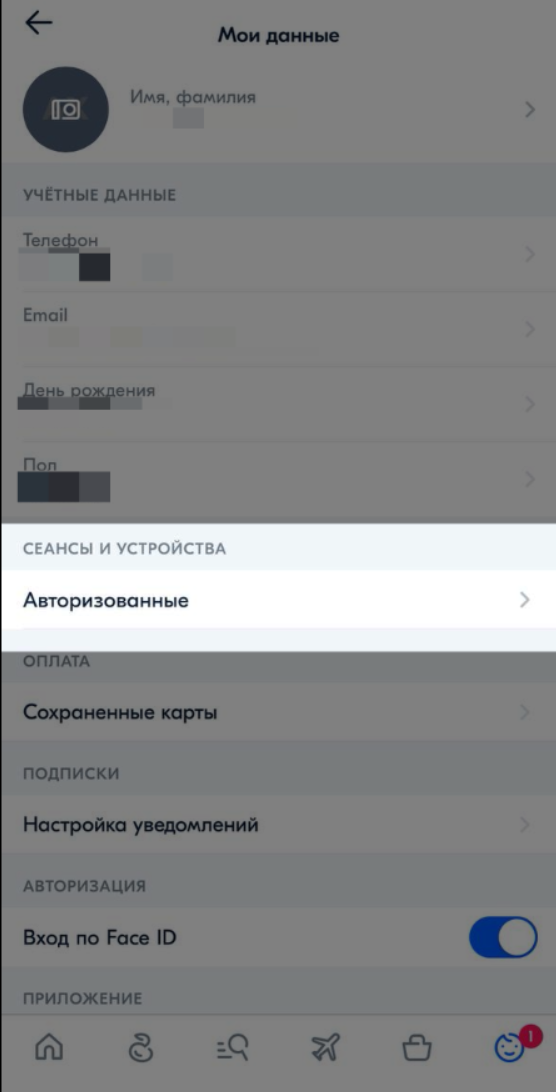 Мои данные
Имя, фамилия
УЧЁТНЫЕ ДАННЫЕ
Телефон
Email
День рождения
Пол
СЕАНСЫ И УСТРОЙСТВА
Авторизованные
ОПЛАТА
Сохраненные карты
ПОДПИСКИ
Настройка уведомлений
АВТОРИЗАЦИЯ
Вход по Face ID
ПРИЛОЖЕНИЕ
1